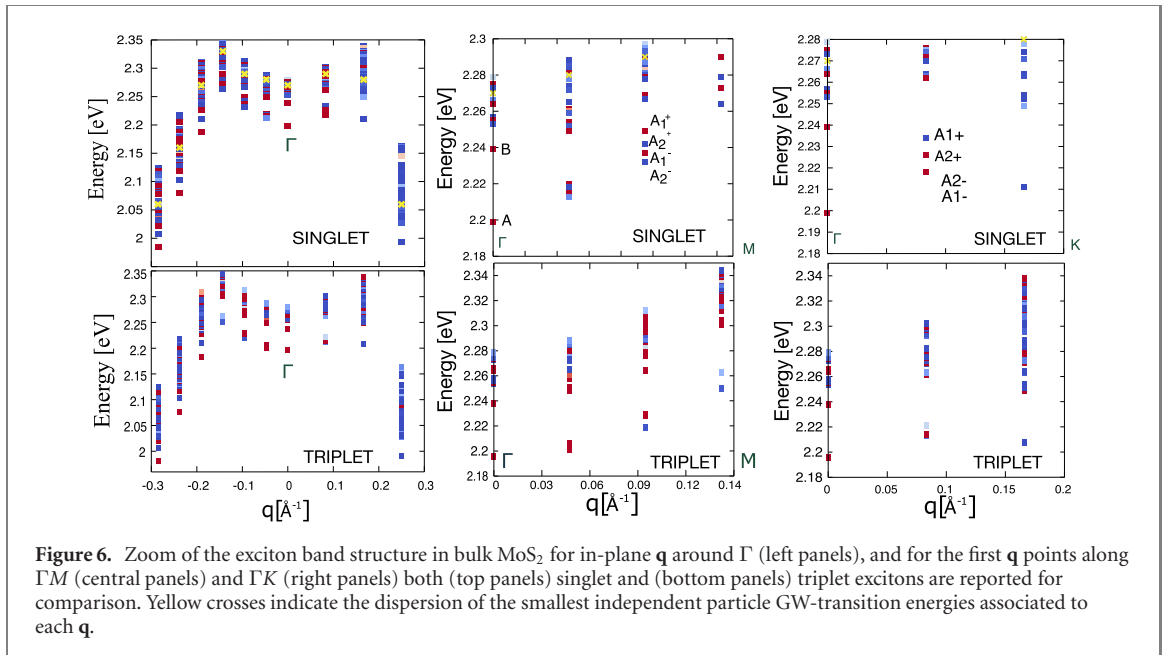 2.35
2.3
2.25
2.2
2.15
2.1
2.05
2
Energy [eV]
Γ
SINGLET
2.28
2.26
2.24
2.22
2.2
2.18
Energy [eV]
A1+
A2+
A1-
A2-
B
A
Γ
SINGLET
M
2.28
2.27
2.26
2.25
2.24
2.23
2.22
2.21
2.2
2.19
2.18
Energy [eV]
A1+
A2+
A2-
A1-
Γ
SINGLET
K
2.35
2.3
2.25
2.2
2.15
2.1
2.05
2
Energy [eV]
Γ
TRIPLET
-0.3 -0.2 -0.1 0 0.1 0.2 0.3
q[Å-1]
2.34
2.32
2.3
2.28
2.26
2.24
2.22
2.2
2.18
Energy [eV]
Γ
TRIPLET
M
0 0.03 0.06 0.09 0.12 0.14
q[Å-1]
2.34
2.32
2.3
2.28
2.26
2.24
2.22
2.2
2.18
Energy [eV]
TRIPLET
0 0.05 0.1 0.15 0.2
q[Å-1]
Figure 6. Zoom of the exciton band structure in bulk MoS2 for in-plane q around Γ (left panels), and for the first q points along
ΓM (central panels) and ΓK (right panels) both (top panels) singlet and (bottom panels) triplet excitons are reported for
comparison. Yellow crosses indicate the dispersion of the smallest independent particle GW-transition energies associated to
each q.